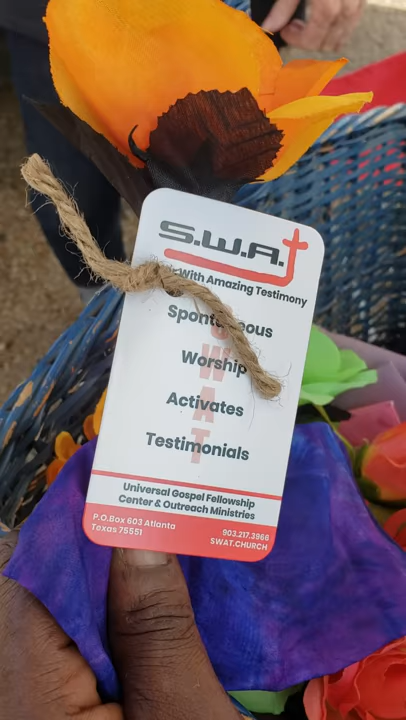 S.W.A.T
With Amazing Testimony
Spontaneous
Worship
Activates
Testimonials
SWAT
Universal Gospel Fellowship
Center & Outreach Ministries
P.O.Box 603 Atlanta
Texas 75551
903.217.3966
SWAT.CHURCH